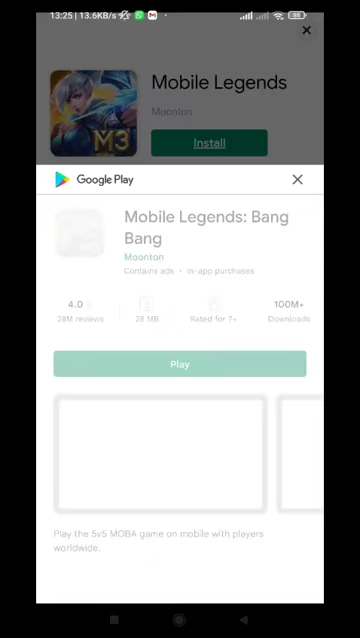 13:25 | 13.6KB/s
85
Mobile Legends
Moonton
M3
Install
Google Play
Mobile Legends: Bang
Bang
Moonton
Contains ads • In-app purchases
4.0
28M reviews
28 MB
Rated for 7+
100M+
Downloads
Play
Play the 5v5 MOBA game on mobile with players
worldwide.